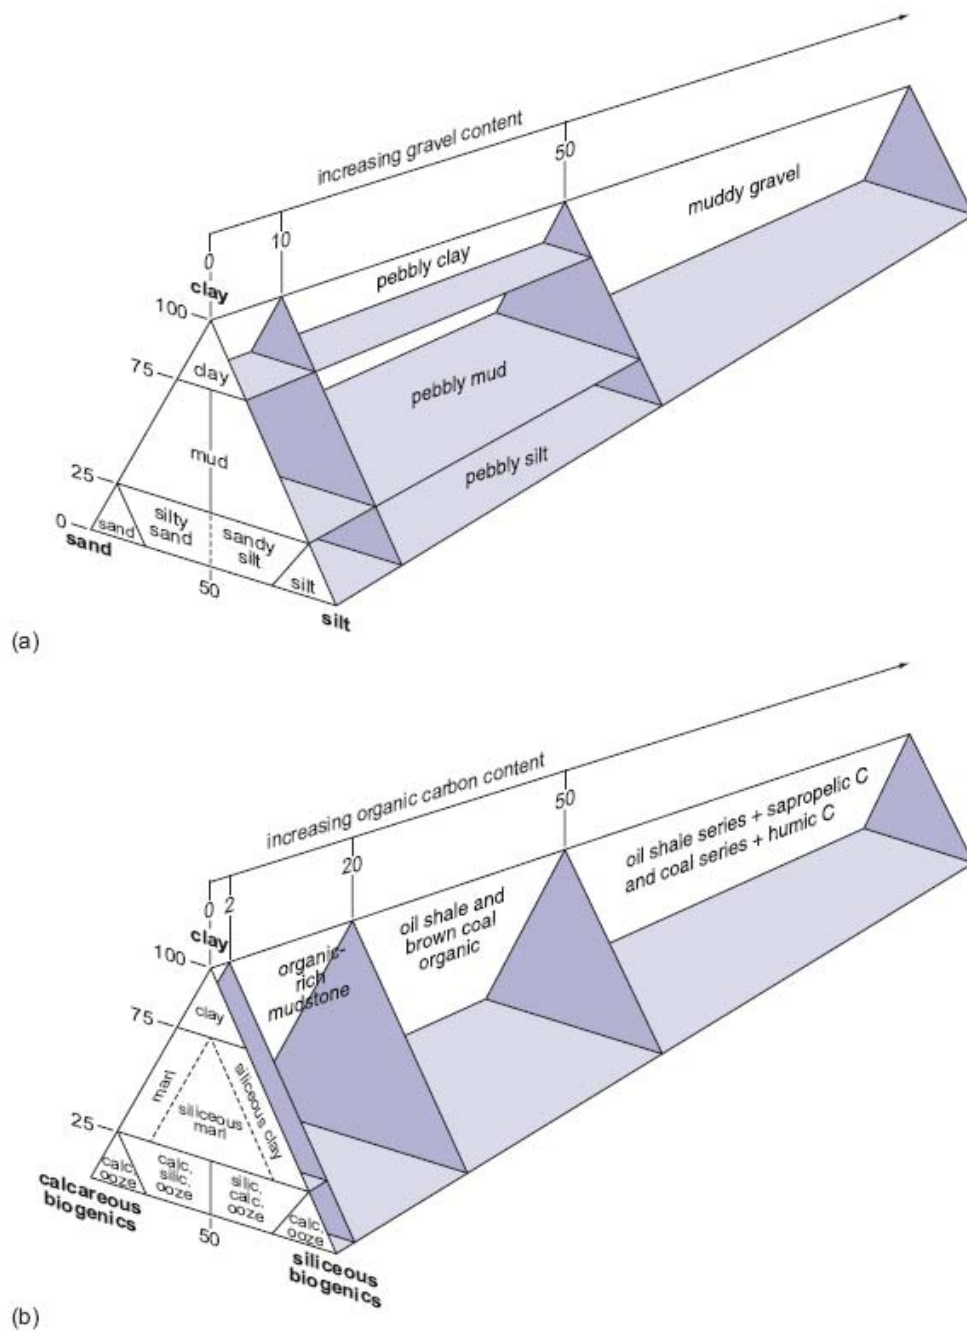 increasing gravel content
50
muddy gravel
10
0
clay
pebbly clay
100
75
clay
pebbly mud
mud
25
pebbly silt
0
sand
sand
silty
sand
sandy
silt
silt
50
silt
(a)
increasing organic carbon content
50
oil shale series + sapropelic C
and coal series + humic C
20
0
2
clay
oil shale and
brown coal
organic
100
organic-
rich
mudstone
75
clay
marl
siliceous clay
siliceous
marl
25
calc.
ooze
calc.
silic.
ooze
silic.
calc.
ooze
calc.
ooze
calcareous
biogenics
50
siliceous
biogenics
(b)